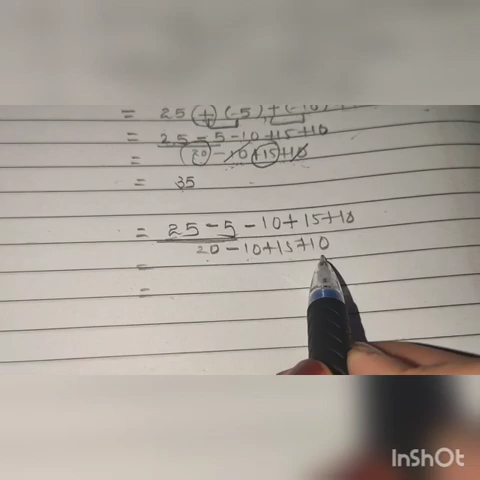 = 25 (+) (-5) + (-10)
= 25 - 5 - 10 + 15 + 10
= (20) - 10 + 15 + 10
= 35
= 25 - 5 - 10 + 15 + 10
= 20 - 10 + 15 + 10
=
InShOt